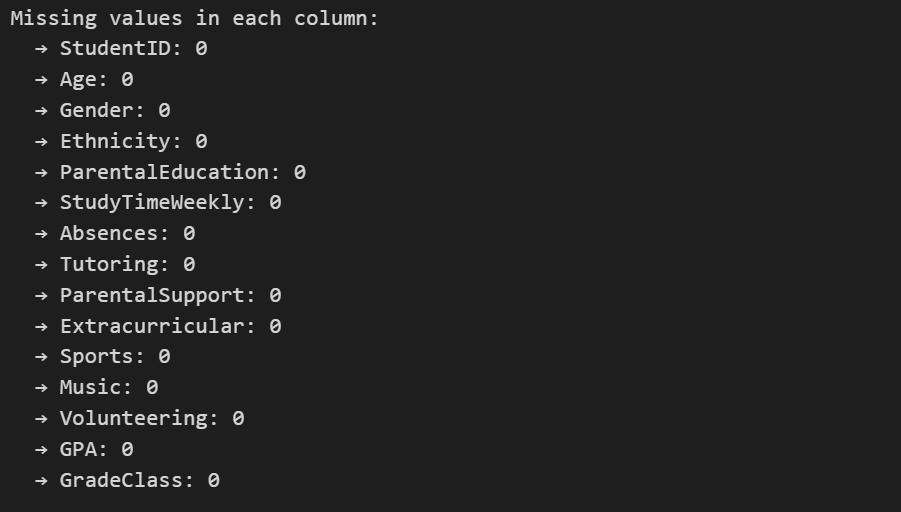 Missing values in each column:
→ StudentID: 0
→ Age: 0
→ Gender: 0
→ Ethnicity: 0
→ ParentalEducation: 0
→ StudyTimeWeekly: 0
→ Absences: 0
→ Tutoring: 0
→ ParentalSupport: 0
→ Extracurricular: 0
→ Sports: 0
→ Music: 0
→ Volunteering: 0
→ GPA: 0
→ GradeClass: 0